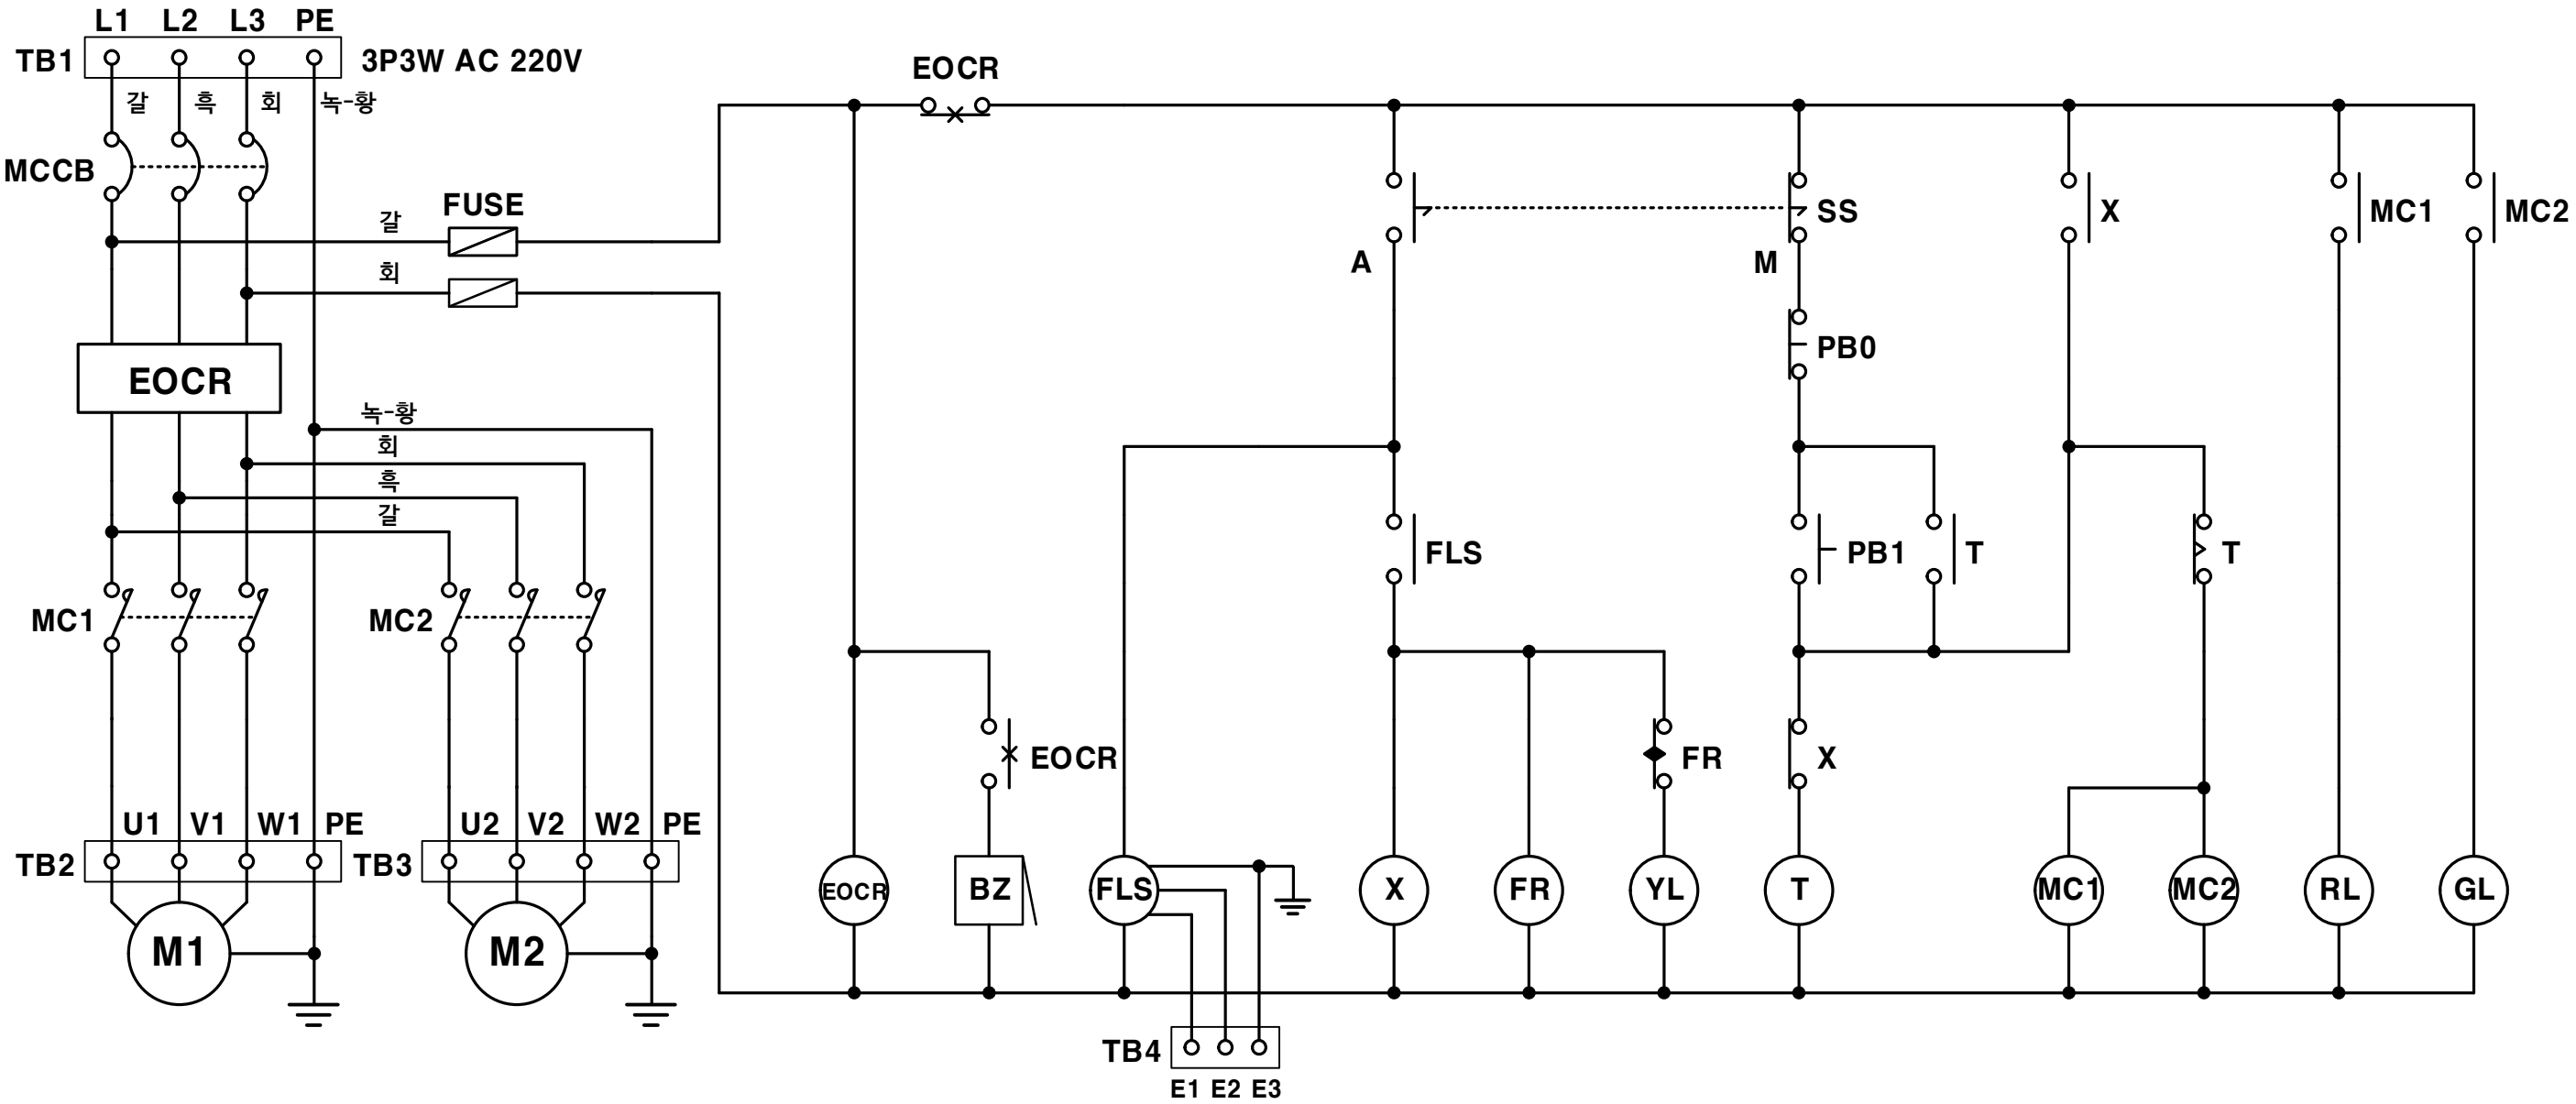 L1 L2 L3 PE
TB1 3P3W AC 220V
갈 흑 회 녹-황
EOCR
MCCB
갈 FUSE
회
SS
X
MC1
MC2
A
M
PB0
EOCR
녹-황
회
흑
갈
FLS
PB1
T
T
MC1
MC2
EOCR
FR
X
U1 V1 W1 PE
U2 V2 W2 PE
TB2
TB3
M1
M2
EOCR
BZ
FLS
X
FR
YL
T
MC1
MC2
RL
GL
TB4
E1 E2 E3